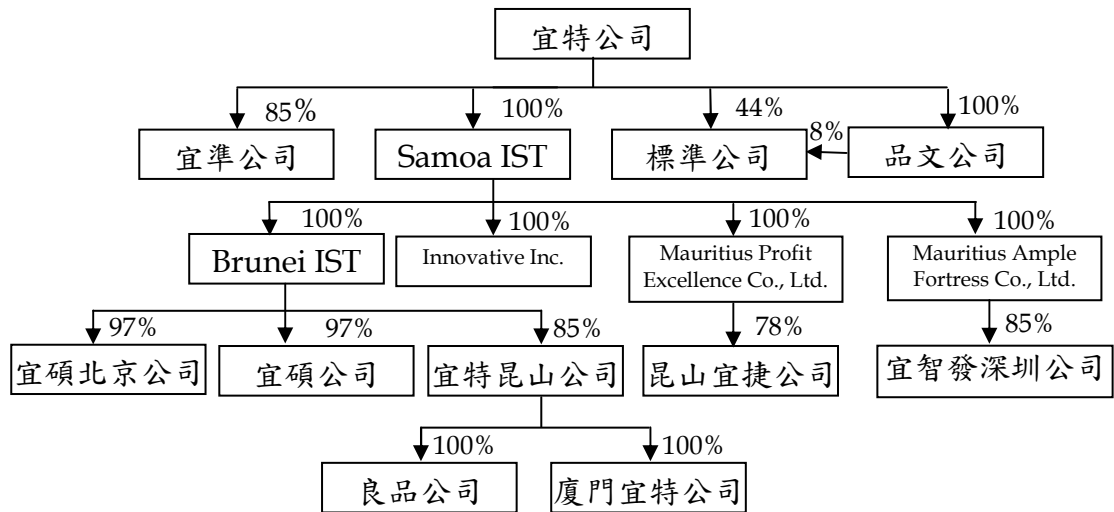 宜特公司
85%
100%
44%
100%
8%
宜準公司
Samoa IST
標準公司
品文公司
100%
100%
100%
100%
Brunei IST
Innovative Inc.
Mauritius Profit
Excellence Co., Ltd.
Mauritius Ample
Fortress Co., Ltd.
97%
97%
85%
78%
85%
宜碩北京公司
宜碩公司
宜特昆山公司
昆山宜捷公司
宜智發深圳公司
100%
100%
良品公司
廈門宜特公司